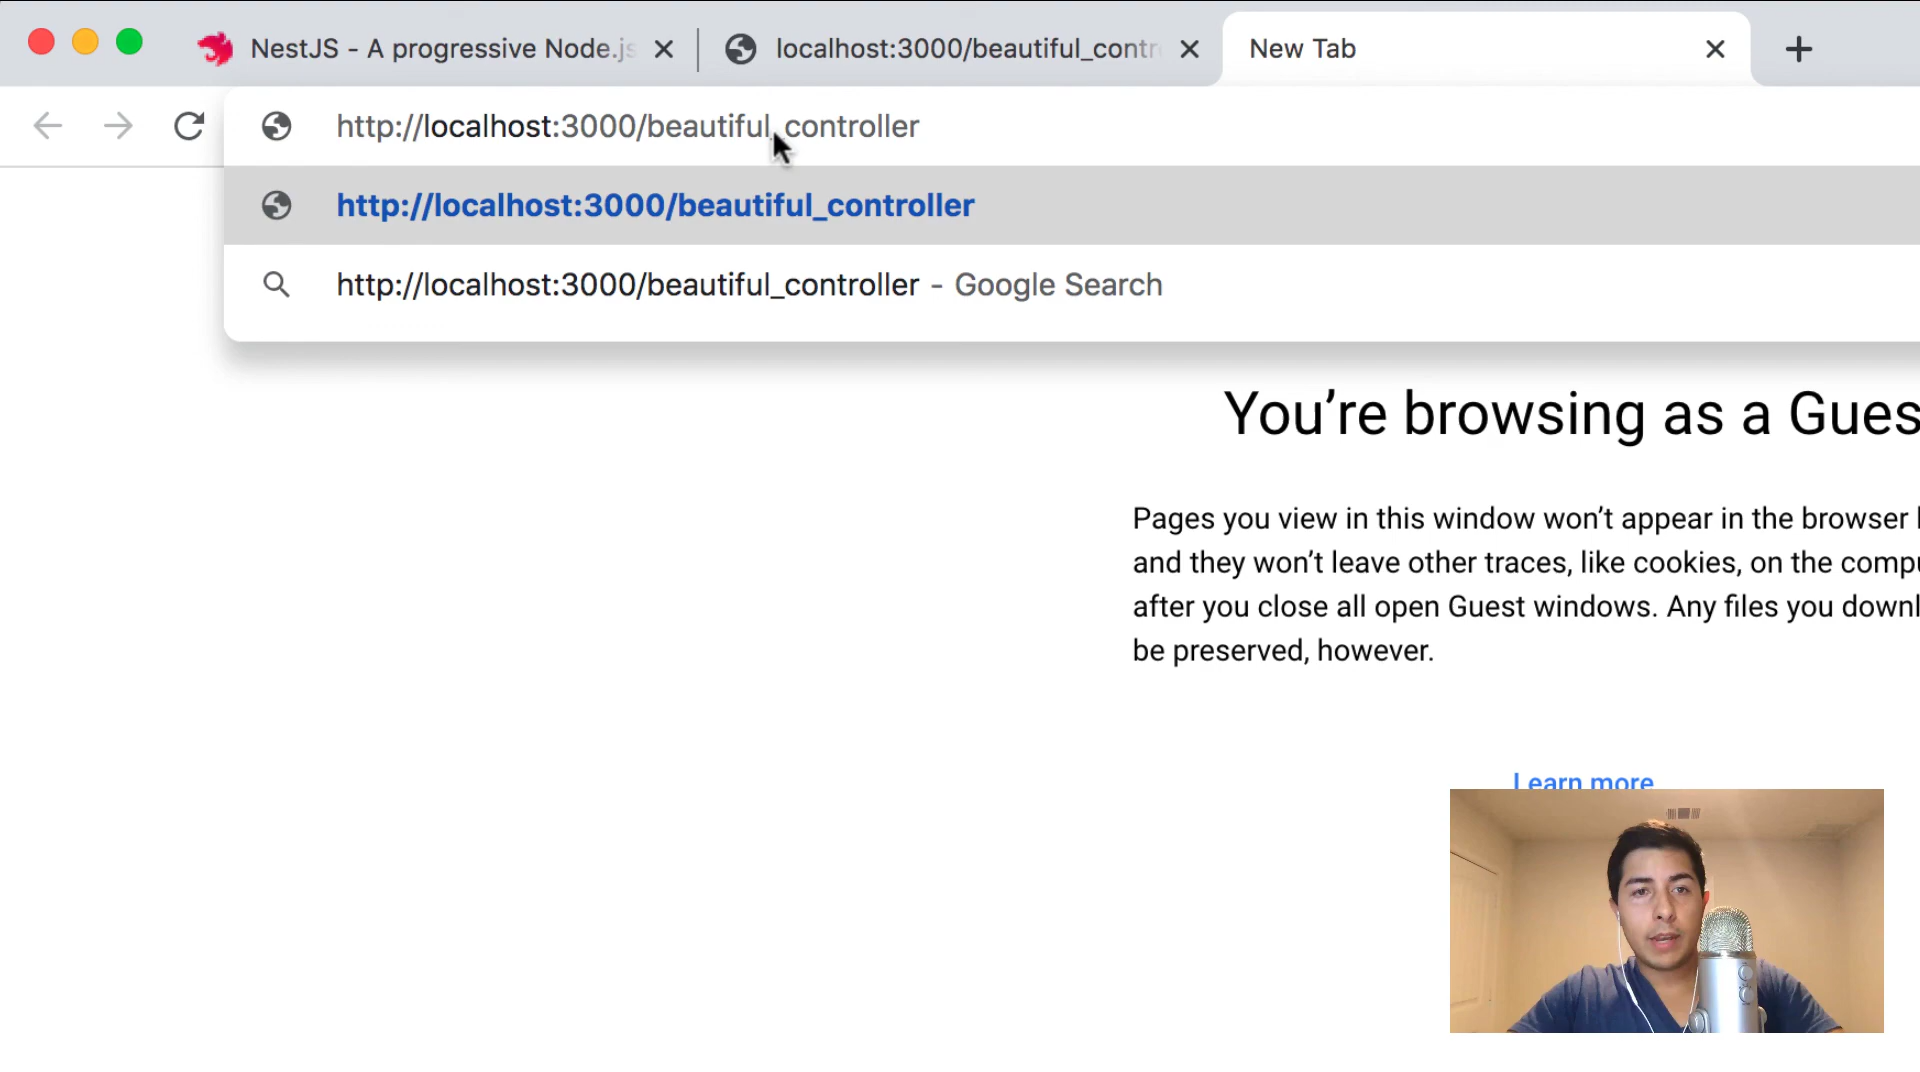 NestJS - A progressive Node.js
localhost:3000/beautiful_contr
New Tab
http://localhost:3000/beautiful_controller
http://localhost:3000/beautiful_controller
http://localhost:3000/beautiful_controller - Google Search
You’re browsing as a Gues
Pages you view in this window won’t appear in the browser
and they won’t leave other traces, like cookies, on the compu
after you close all open Guest windows. Any files you downl
be preserved, however.
Learn more